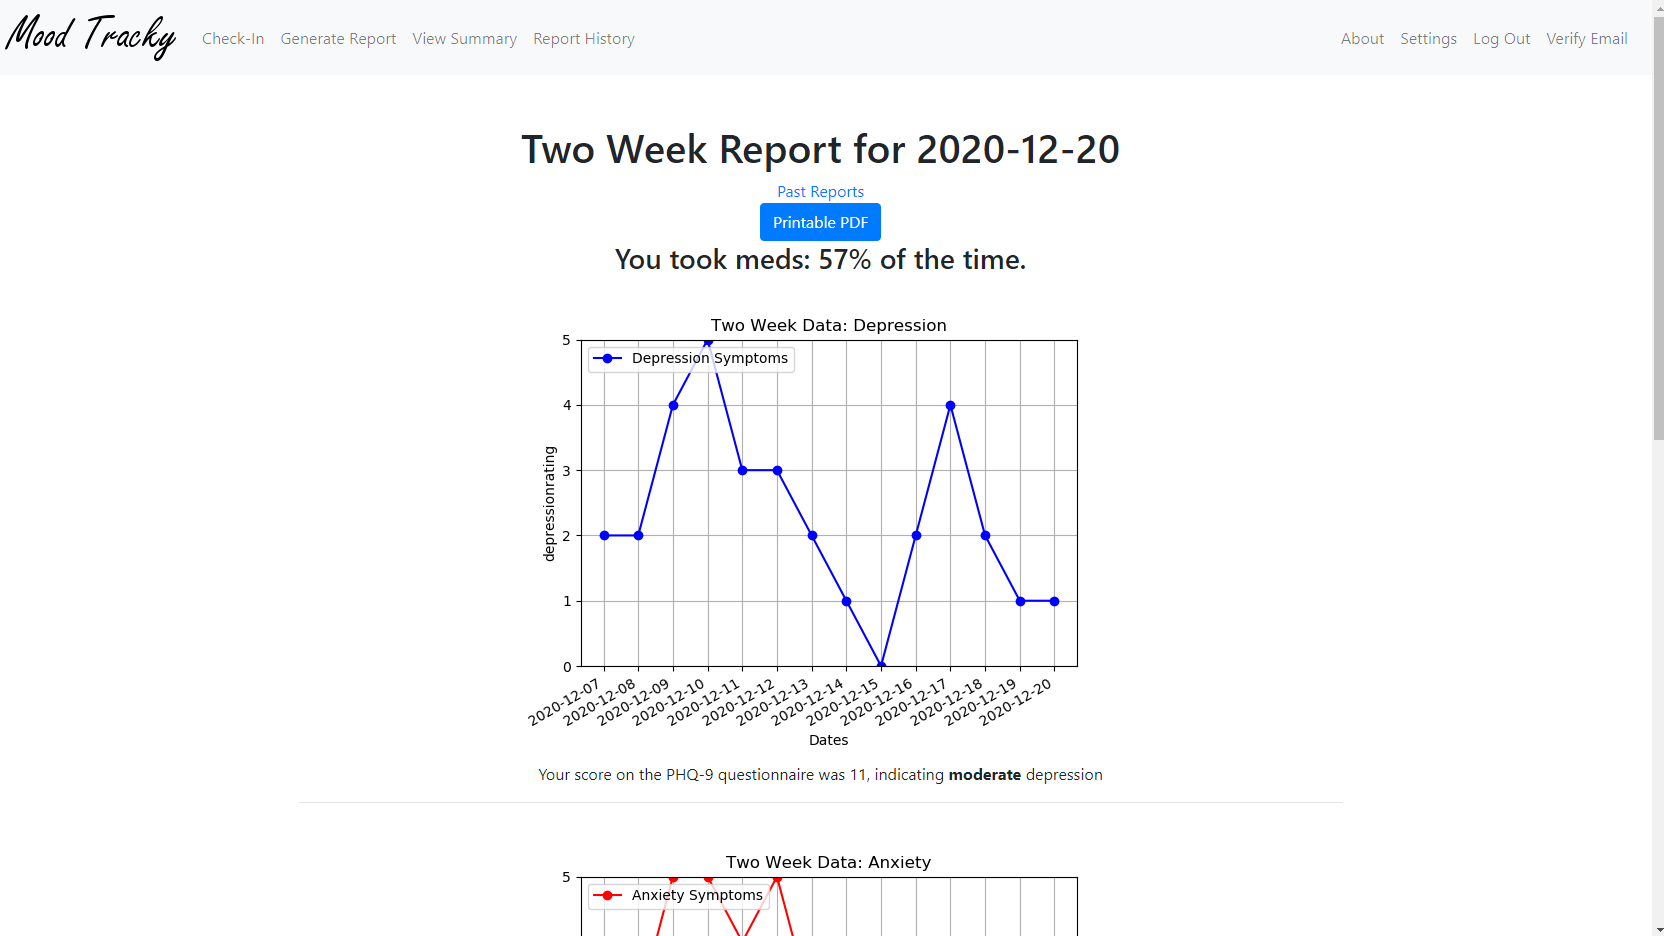 Mood Tracky Check-In Generate Report View Summary Report History About Settings Log Out Verify Email
Two Week Report for 2020-12-20
Past Reports
Printable PDF
You took meds: 57% of the time.
Two Week Data: Depression
Depression Symptoms
5
4
3
2
1
0
depressionrating
2020-12-07 2020-12-08 2020-12-09 2020-12-10 2020-12-11 2020-12-12 2020-12-13 2020-12-14 2020-12-15 2020-12-16 2020-12-17 2020-12-18 2020-12-19 2020-12-20
Dates
Your score on the PHQ-9 questionnaire was 11, indicating moderate depression
Two Week Data: Anxiety
5
Anxiety Symptoms